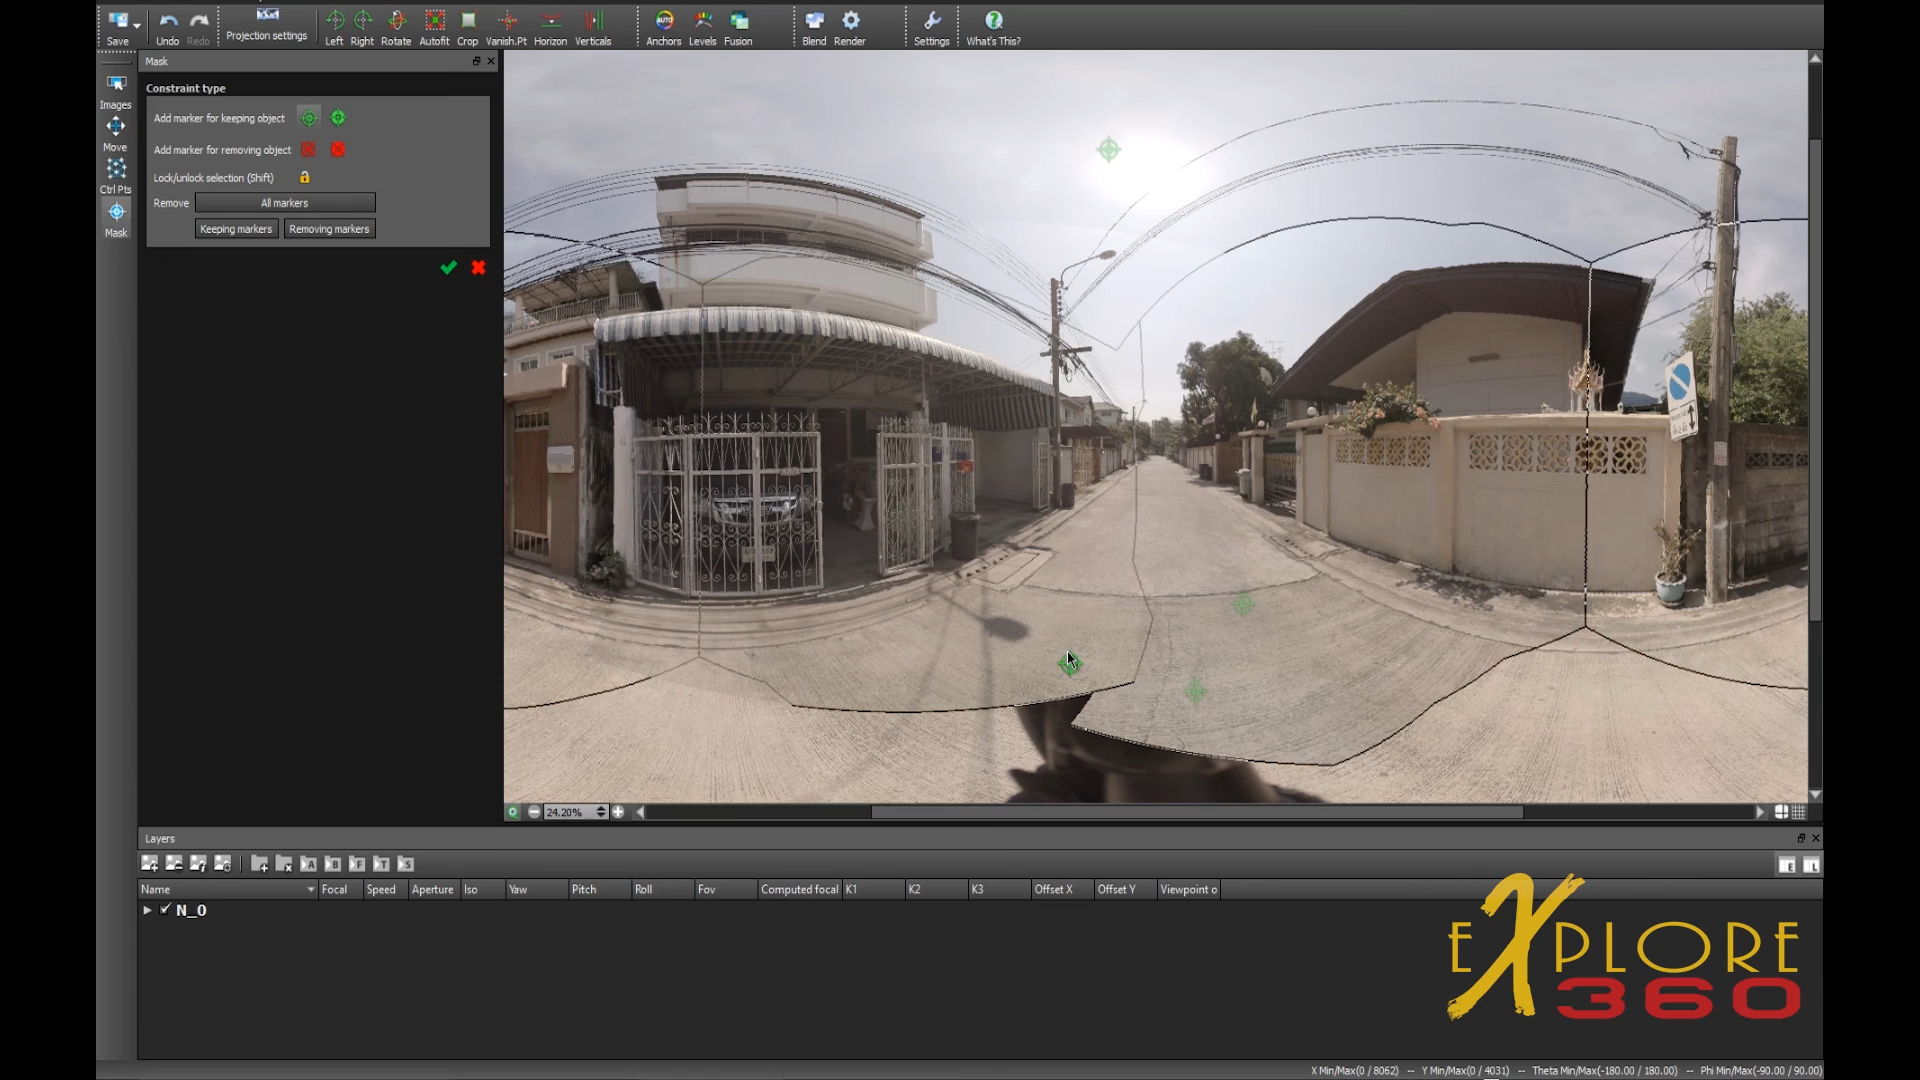 Save Undo Redo Projection settings Left Right Rotate Autofit Crop Vanish.Pt Horizon Verticals Anchors Levels Fusion Blend Render Settings What's This?
AUTO
Mask
Images
Move
Ctrl Pts
Mask
Constraint type
Add marker for keeping object
Add marker for removing object
Lock/unlock selection (Shift)
Remove All markers
Keeping markers Removing markers
24.20%
Layers
A B F T S
E L
Name Focal Speed Aperture Iso Yaw Pitch Roll Fov Computed focal K1 K2 K3 Offset X Offset Y Viewpoint o
N_0
EXPLORE
360
X Min/Max(0 / 8062) -- Y Min/Max(0 / 4031) -- Theta Min/Max(-180.00 / 180.00) -- Phi Min/Max(-90.00 / 90.00)